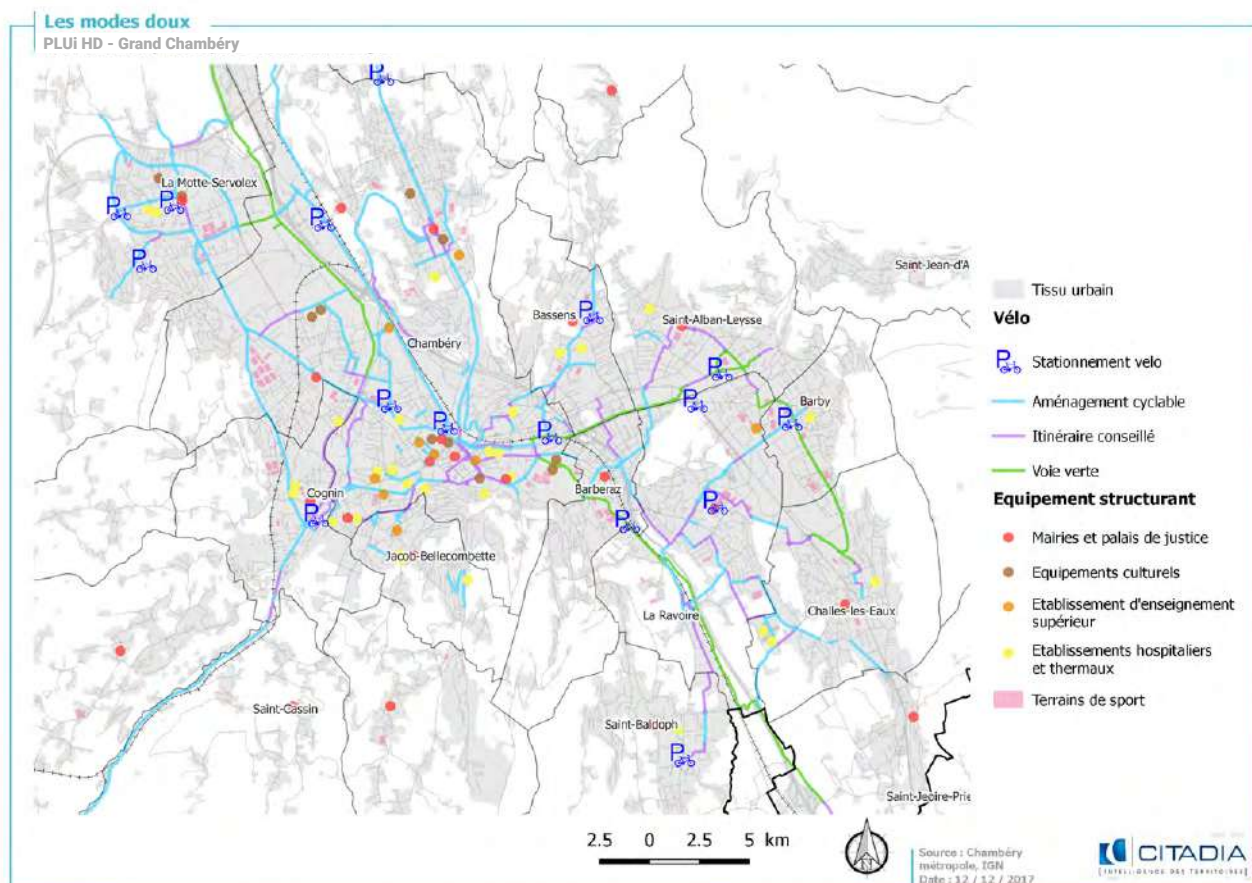 Les modes doux
PLUi HD - Grand Chambéry
P
La Motte-Servolex
P
P
P
P
Saint-Jean-d'A
Bassens
P
Saint-Alban-Leysse
Chambéry
P
P
P
P
P
P
Barby
Cognin
P
Barberaz
P
P
Jacob-Bellecombette
La Ravoire
Challes-les-Eaux
Saint-Cassin
Saint-Baldoph
P
Saint-Jeoire-Prie
Tissu urbain
Vélo
P
Stationnement velo
Aménagement cyclable
Itinéraire conseillé
Voie verte
Equipement structurant
Mairies et palais de justice
Equipements culturels
Etablissement d'enseignement
supérieur
Etablissements hospitaliers
et thermaux
Terrains de sport
2.5 0 2.5 5 km
N
Source : Chambéry
métropole, IGN
Date : 12 / 12 / 2017
CITADIA
[INTELLIGENCE DES TERRITOIRES]